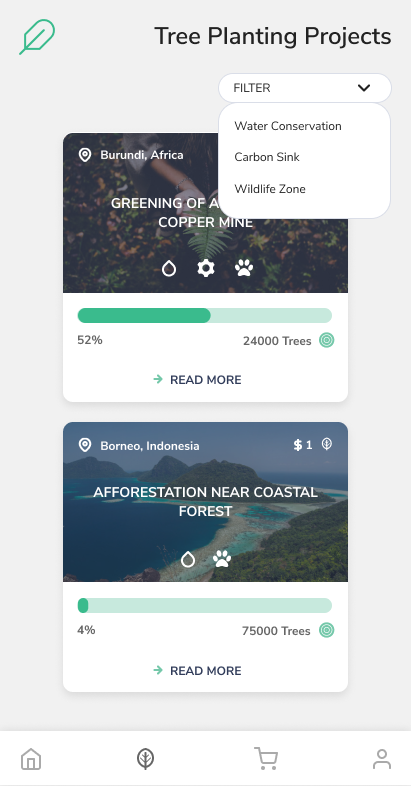 Tree Planting Projects
FILTER
Water Conservation
Carbon Sink
Wildlife Zone
Burundi, Africa
GREENING OF A
COPPER MINE
52%
24000 Trees
READ MORE
Borneo, Indonesia
$ 1
AFFORESTATION NEAR COASTAL
FOREST
4%
75000 Trees
READ MORE